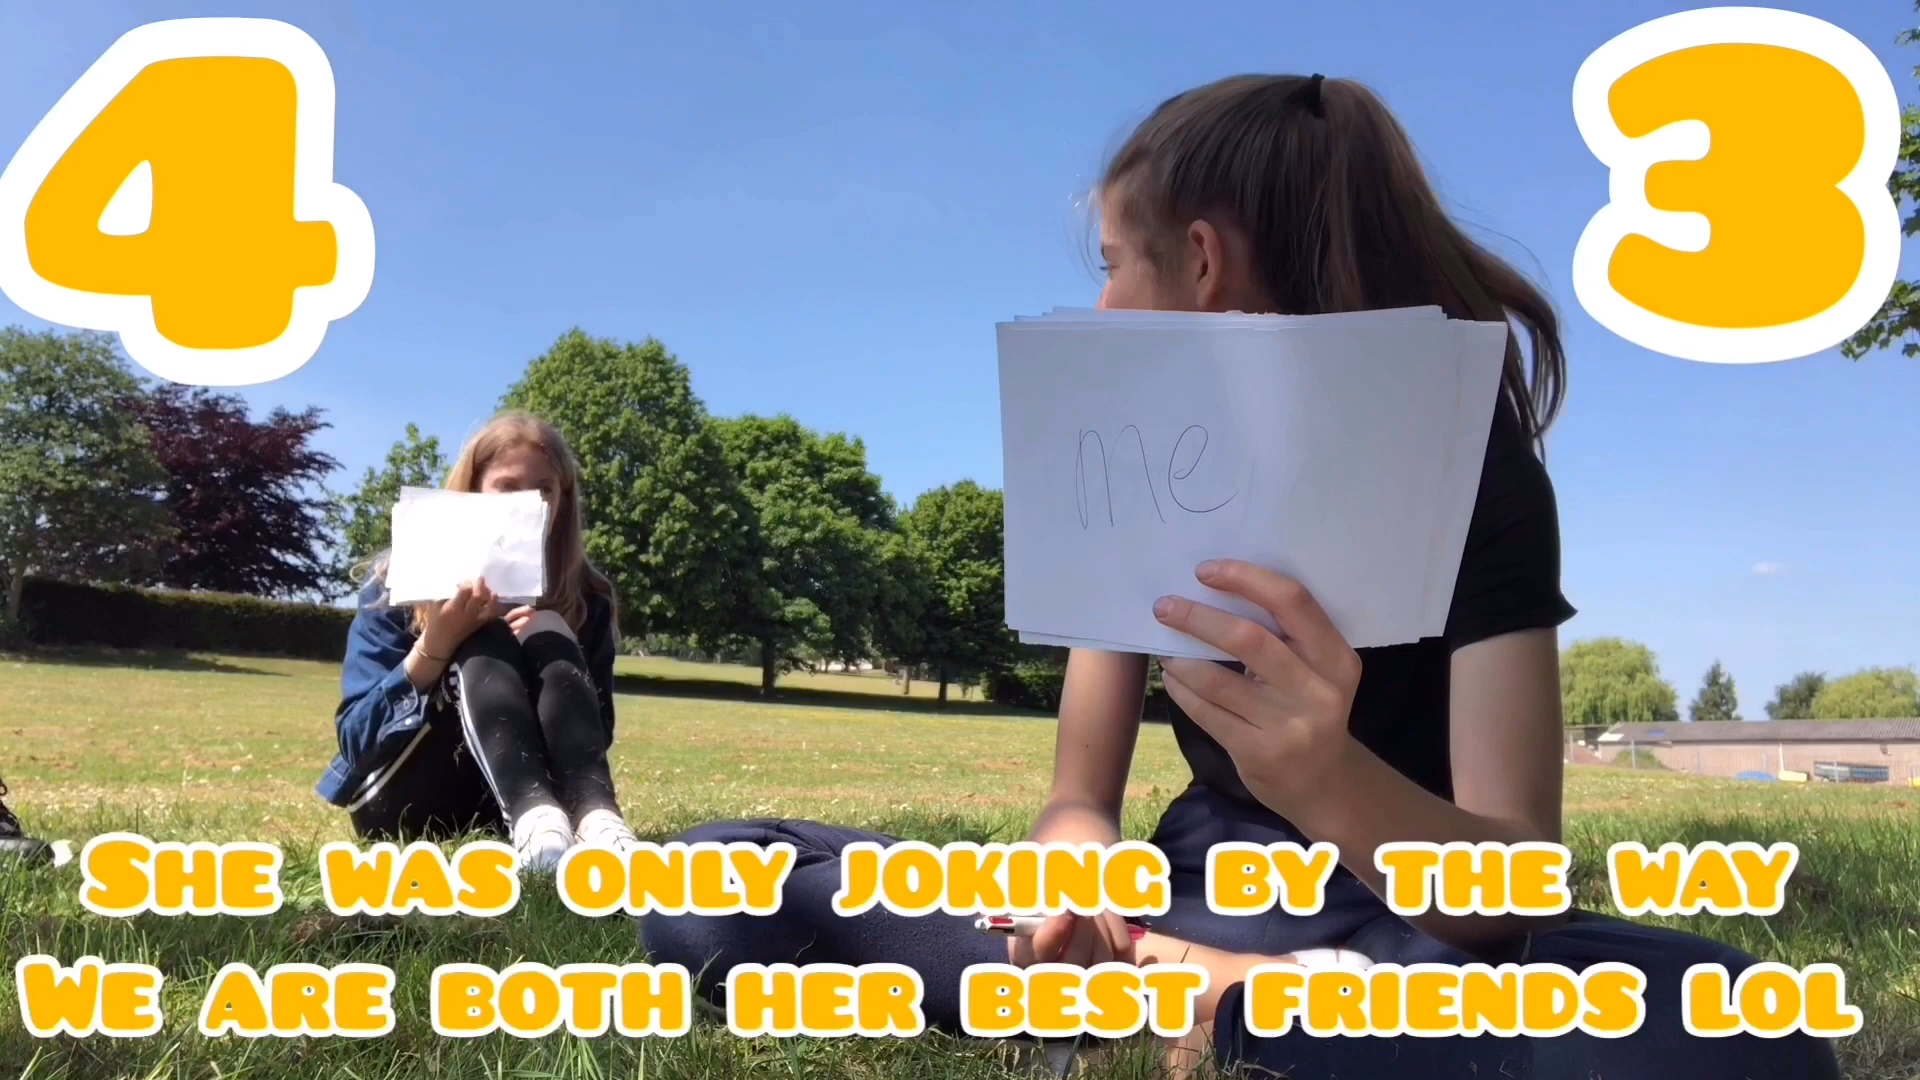 4
3
me
SHE WAS ONLY JOKING BY THE WAY
WE ARE BOTH HER BEST FRIENDS LOL